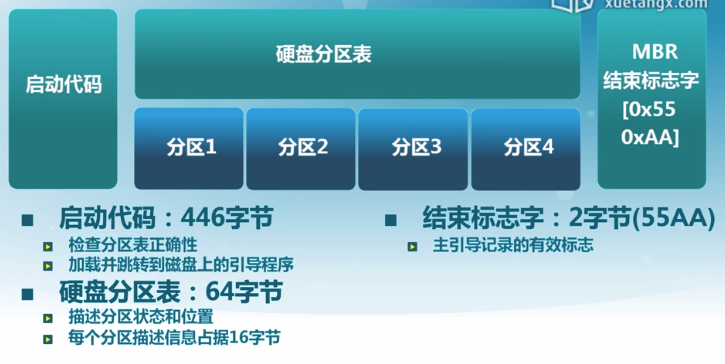 xuetangx.com
启动代码
硬盘分区表
分区1
分区2
分区3
分区4
MBR
结束标志字
[0x55
0xAA]
启动代码：446字节
检查分区表正确性
加载并跳转到磁盘上的引导程序
硬盘分区表：64字节
描述分区状态和位置
每个分区描述信息占据16字节
结束标志字：2字节(55AA)
主引导记录的有效标志